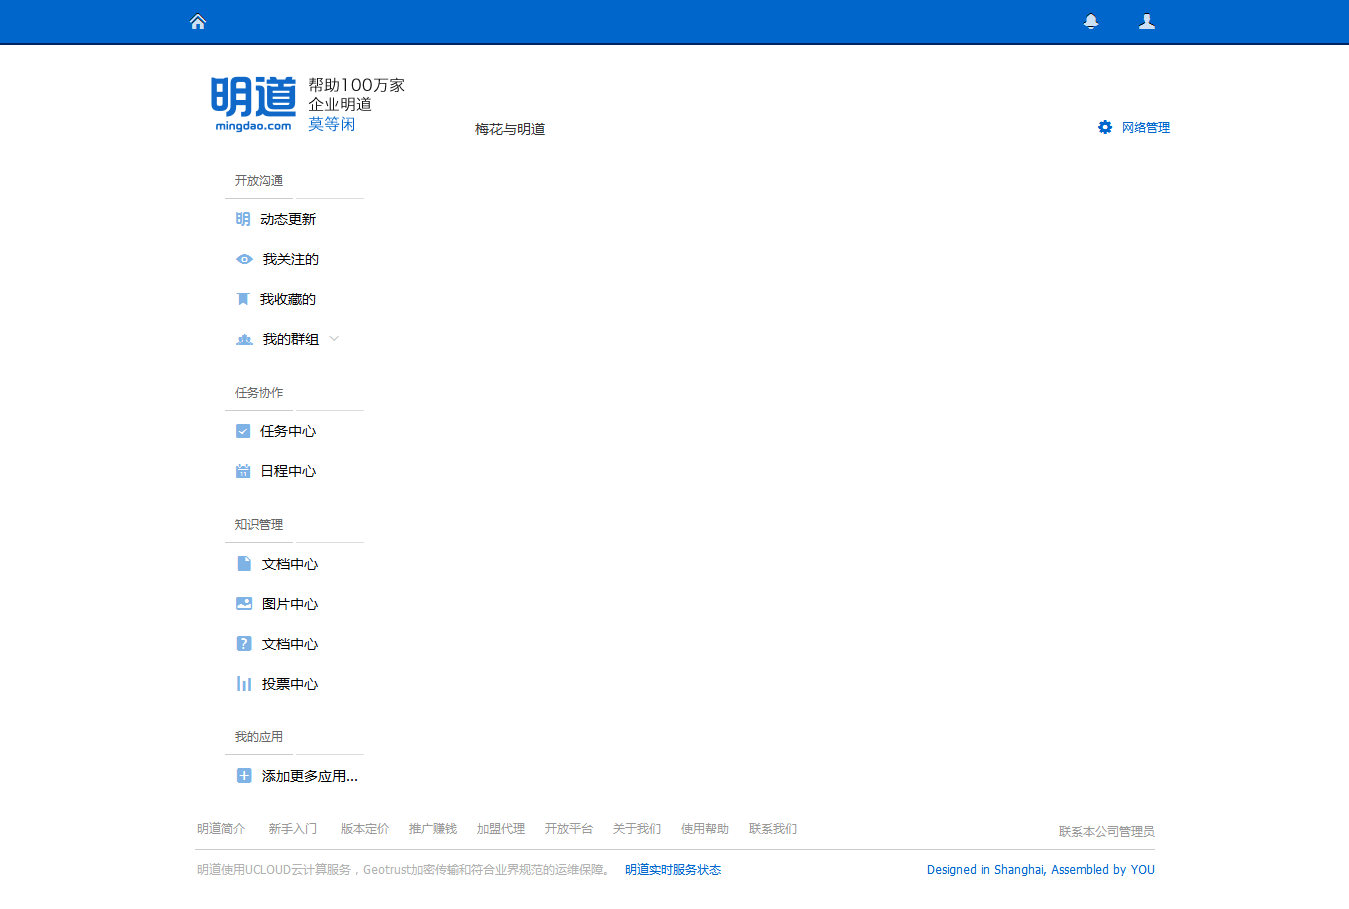 明道
mingdao.com
帮助100万家
企业明道
莫等闲
梅花与明道
网络管理
开放沟通
明 动态更新
我关注的
我收藏的
我的群组
任务协作
任务中心
11 日程中心
知识管理
文档中心
图片中心
? 文档中心
投票中心
我的应用
添加更多应用...
明道简介 新手入门 版本定价 推广赚钱 加盟代理 开放平台 关于我们 使用帮助 联系我们 联系本公司管理员
明道使用UCLOUD云计算服务，Geotrust加密传输和符合业界规范的运维保障。 明道实时服务状态 Designed in Shanghai, Assembled by YOU